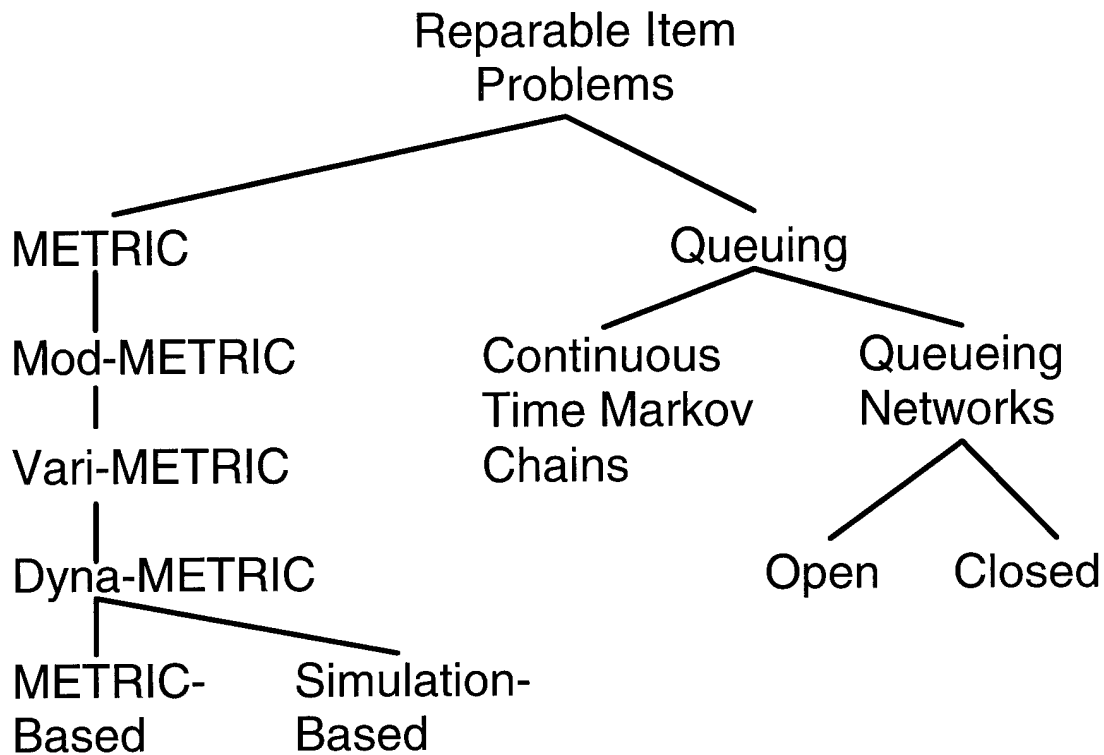 Reparable Item
Problems
METRIC
Queuing
Mod-METRIC
Continuous
Time Markov
Chains
Queueing
Networks
Vari-METRIC
Dyna-METRIC
Open
Closed
METRIC-
Based
Simulation-
Based